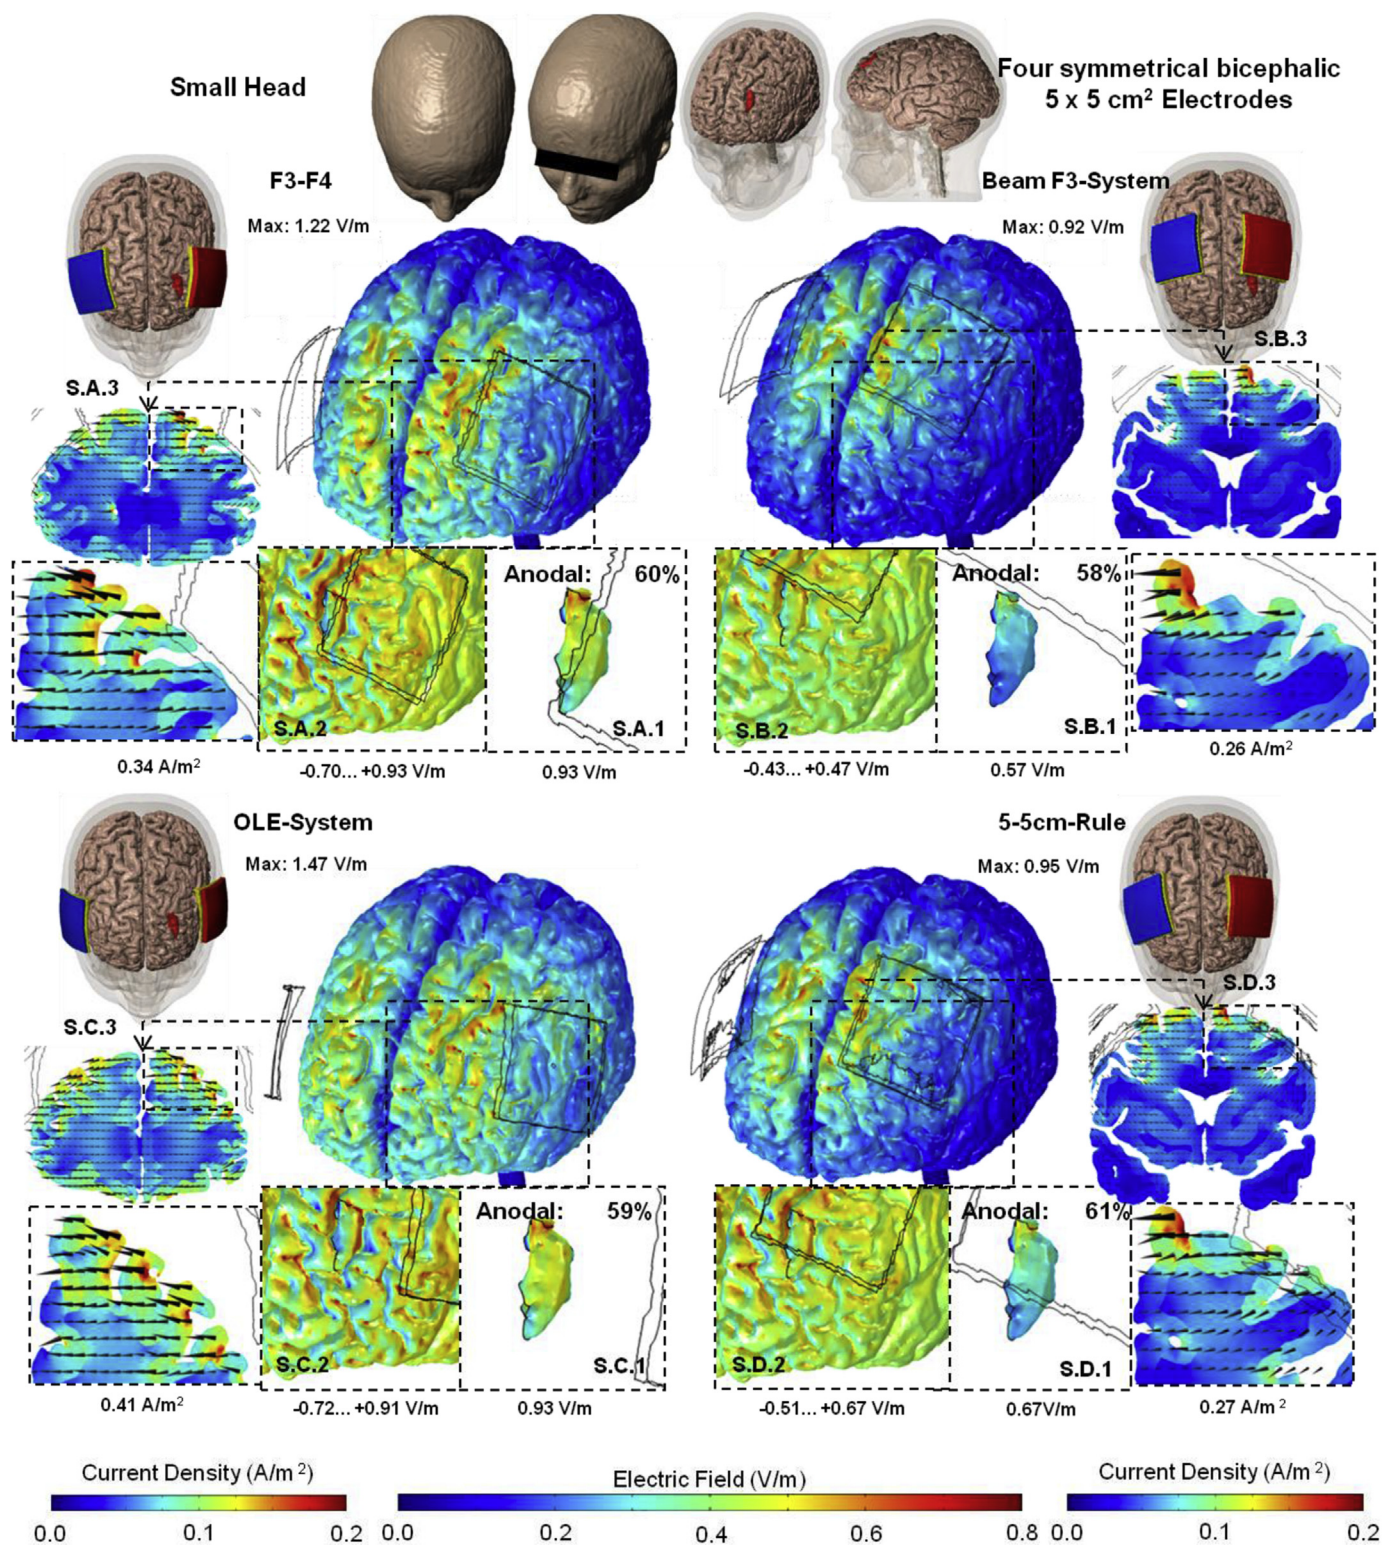 Small Head
Four symmetrical bicephalic
5 x 5 cm² Electrodes
F3-F4
Max: 1.22 V/m
Beam F3-System
Max: 0.92 V/m
S.A.3
S.B.3
Anodal: 60%
S.A.2
S.A.1
Anodal: 58%
S.B.2
S.B.1
0.34 A/m²
-0.70... +0.93 V/m
0.93 V/m
-0.43... +0.47 V/m
0.57 V/m
0.26 A/m²
OLE-System
Max: 1.47 V/m
5-5cm-Rule
Max: 0.95 V/m
S.C.3
S.D.3
Anodal: 59%
S.C.2
S.C.1
Anodal: 61%
S.D.2
S.D.1
0.41 A/m²
-0.72... +0.91 V/m
0.93 V/m
-0.51... +0.67 V/m
0.67V/m
0.27 A/m²
Current Density (A/m²)
0.0 0.1 0.2
Electric Field (V/m)
0.0 0.2 0.4 0.6 0.8
Current Density (A/m²)
0.0 0.1 0.2